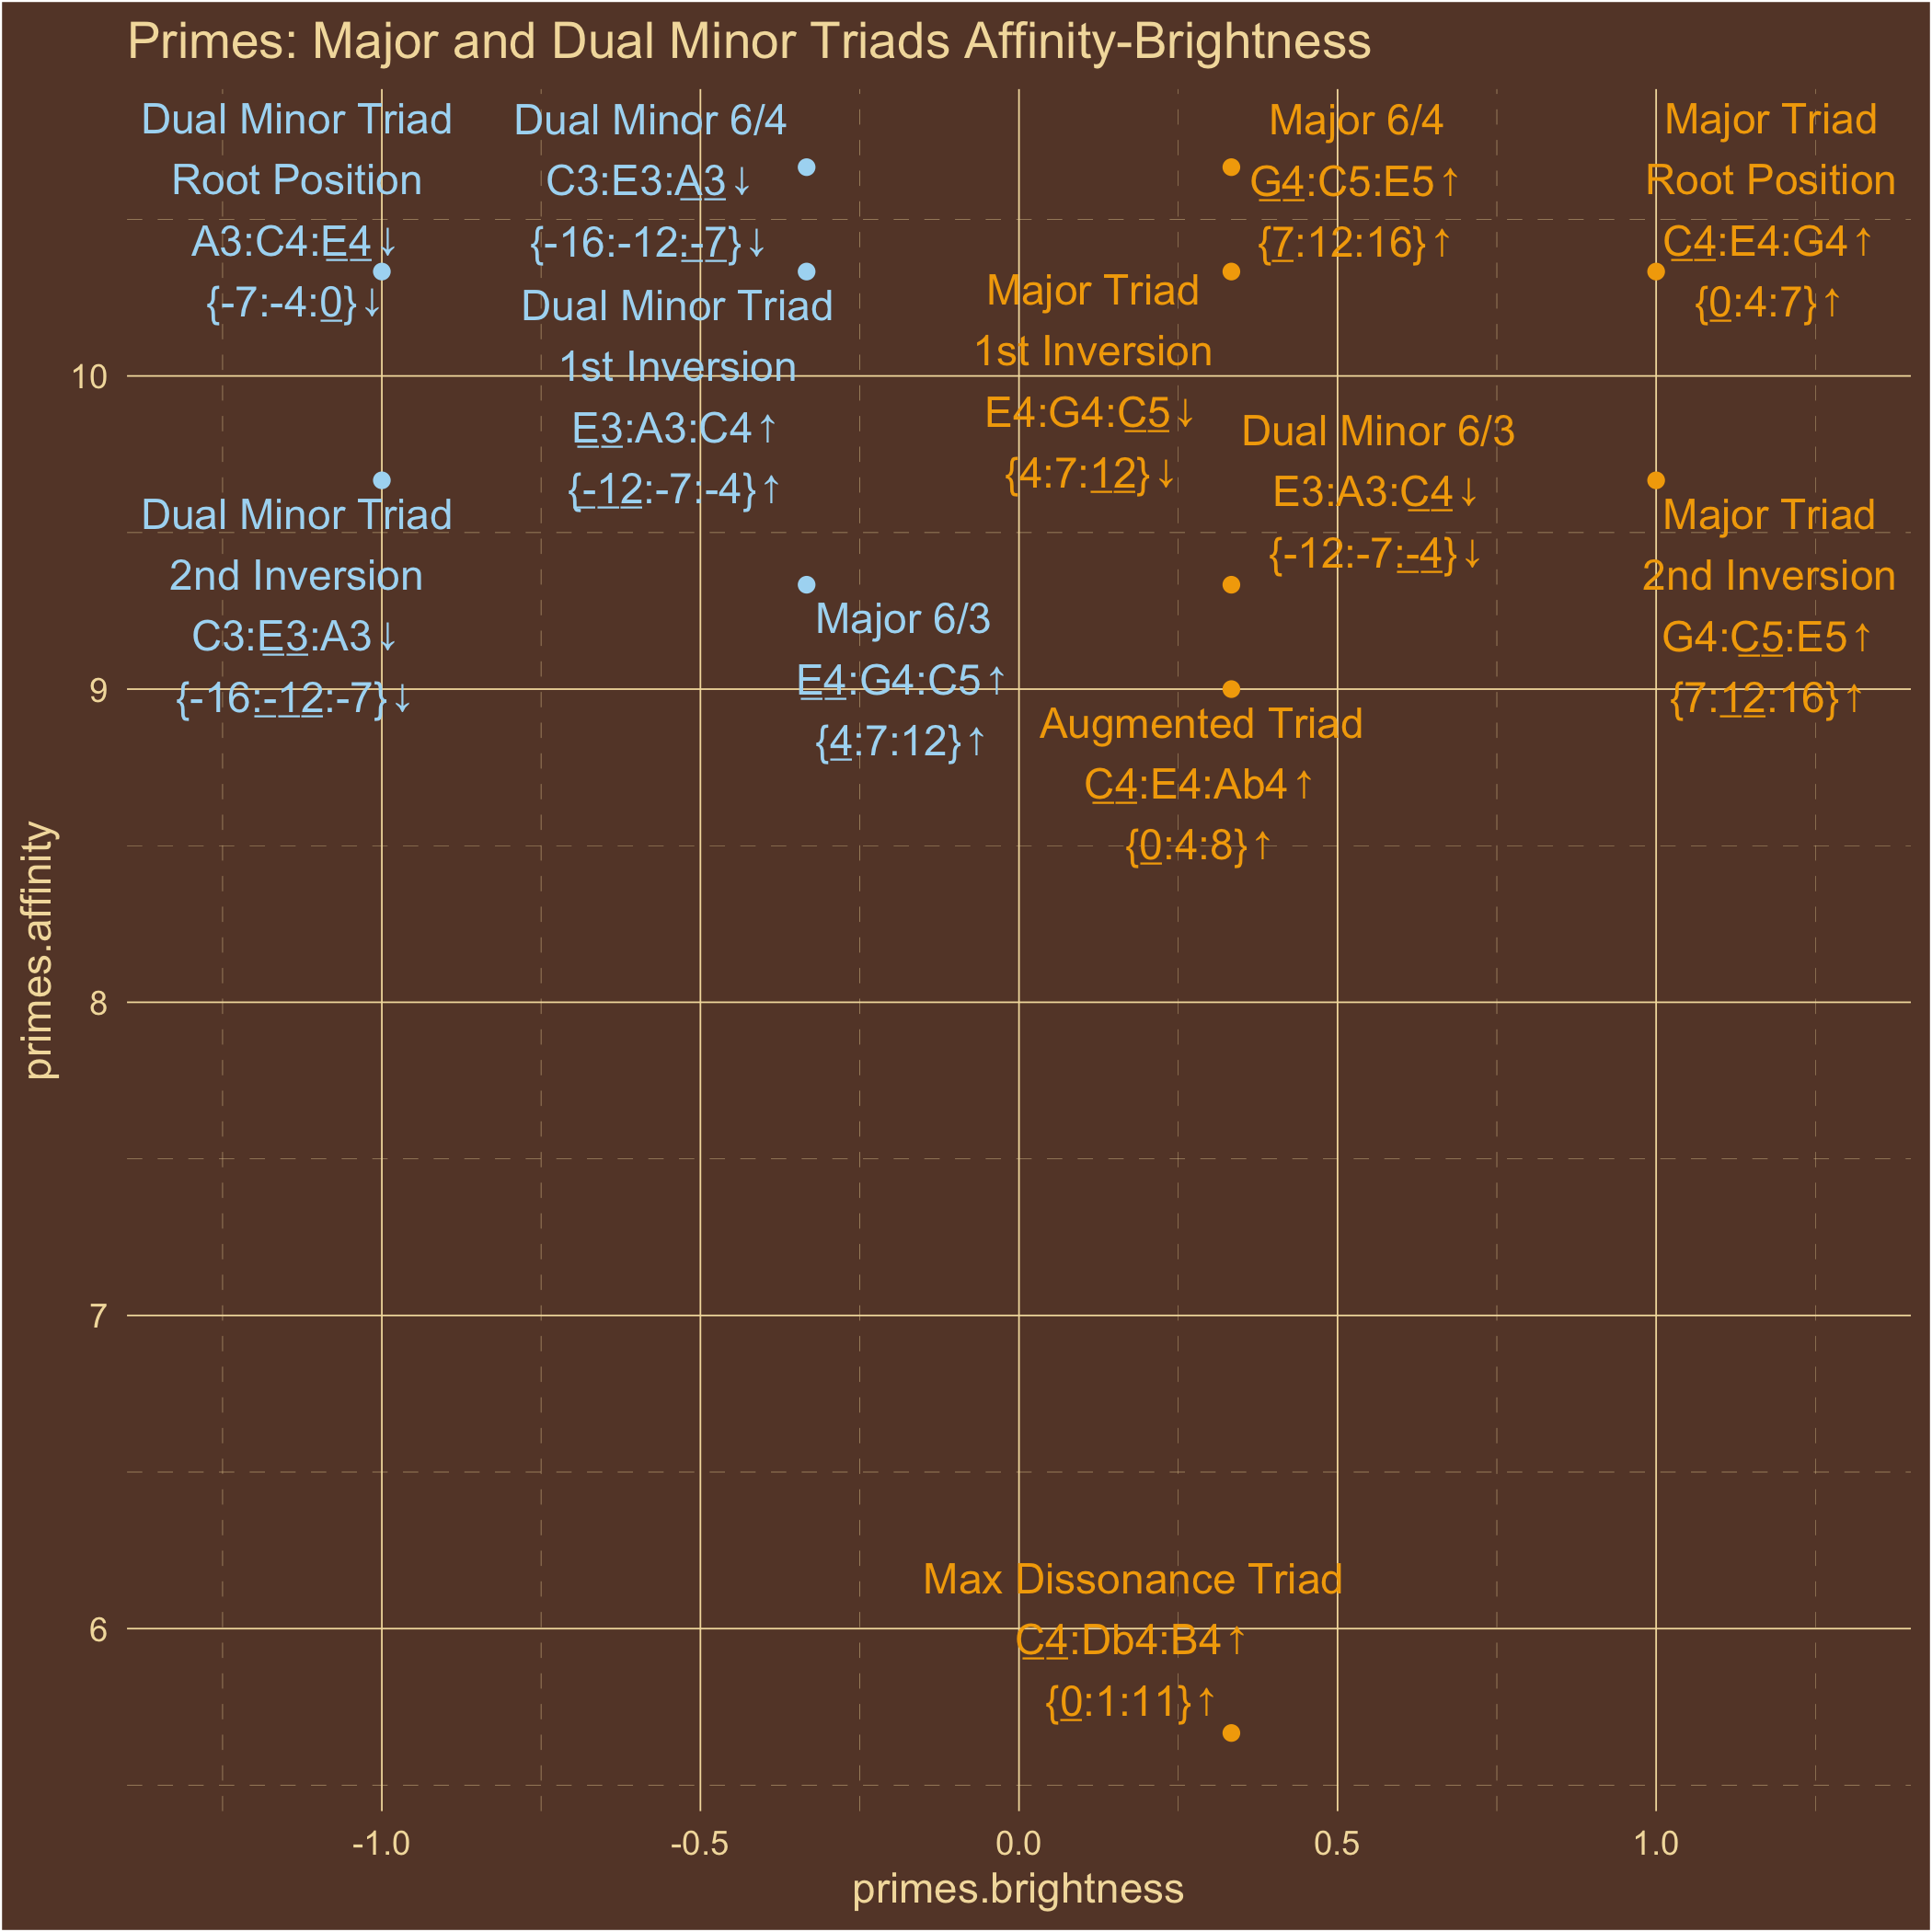 Primes: Major and Dual Minor Triads Affinity-Brightness
Dual Minor Triad
Root Position
A3:C4:E4↓
{-7:-4:0}↓
Dual Minor 6/4
C3:E3:A3↓
{-16:-12:-7}↓
Major 6/4
G4:C5:E5↑
{7:12:16}↑
Major Triad
Root Position
C4:E4:G4↑
{0:4:7}↑
Dual Minor Triad
1st Inversion
E3:A3:C4↑
{-12:-7:-4}↑
Major Triad
1st Inversion
E4:G4:C5↓
{4:7:12}↓
Dual Minor 6/3
E3:A3:C4↓
{-12:-7:-4}↓
Dual Minor Triad
2nd Inversion
C3:E3:A3↓
{-16:-12:-7}↓
Major 6/3
E4:G4:C5↑
{4:7:12}↑
Major Triad
2nd Inversion
G4:C5:E5↑
{7:12:16}↑
Augmented Triad
C4:E4:Ab4↑
{0:4:8}↑
Max Dissonance Triad
C4:Db4:B4↑
{0:1:11}↑
10
9
8
7
6
primes.affinity
-1.0
-0.5
0.0
0.5
1.0
primes.brightness